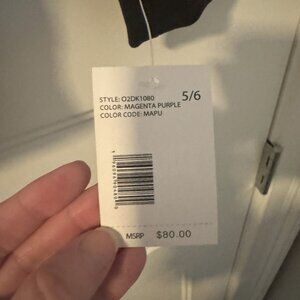 STYLE: O2DK1080 5/6
COLOR: MAGENTA PURPLE
COLOR CODE: MAPU
MSRP $80.00